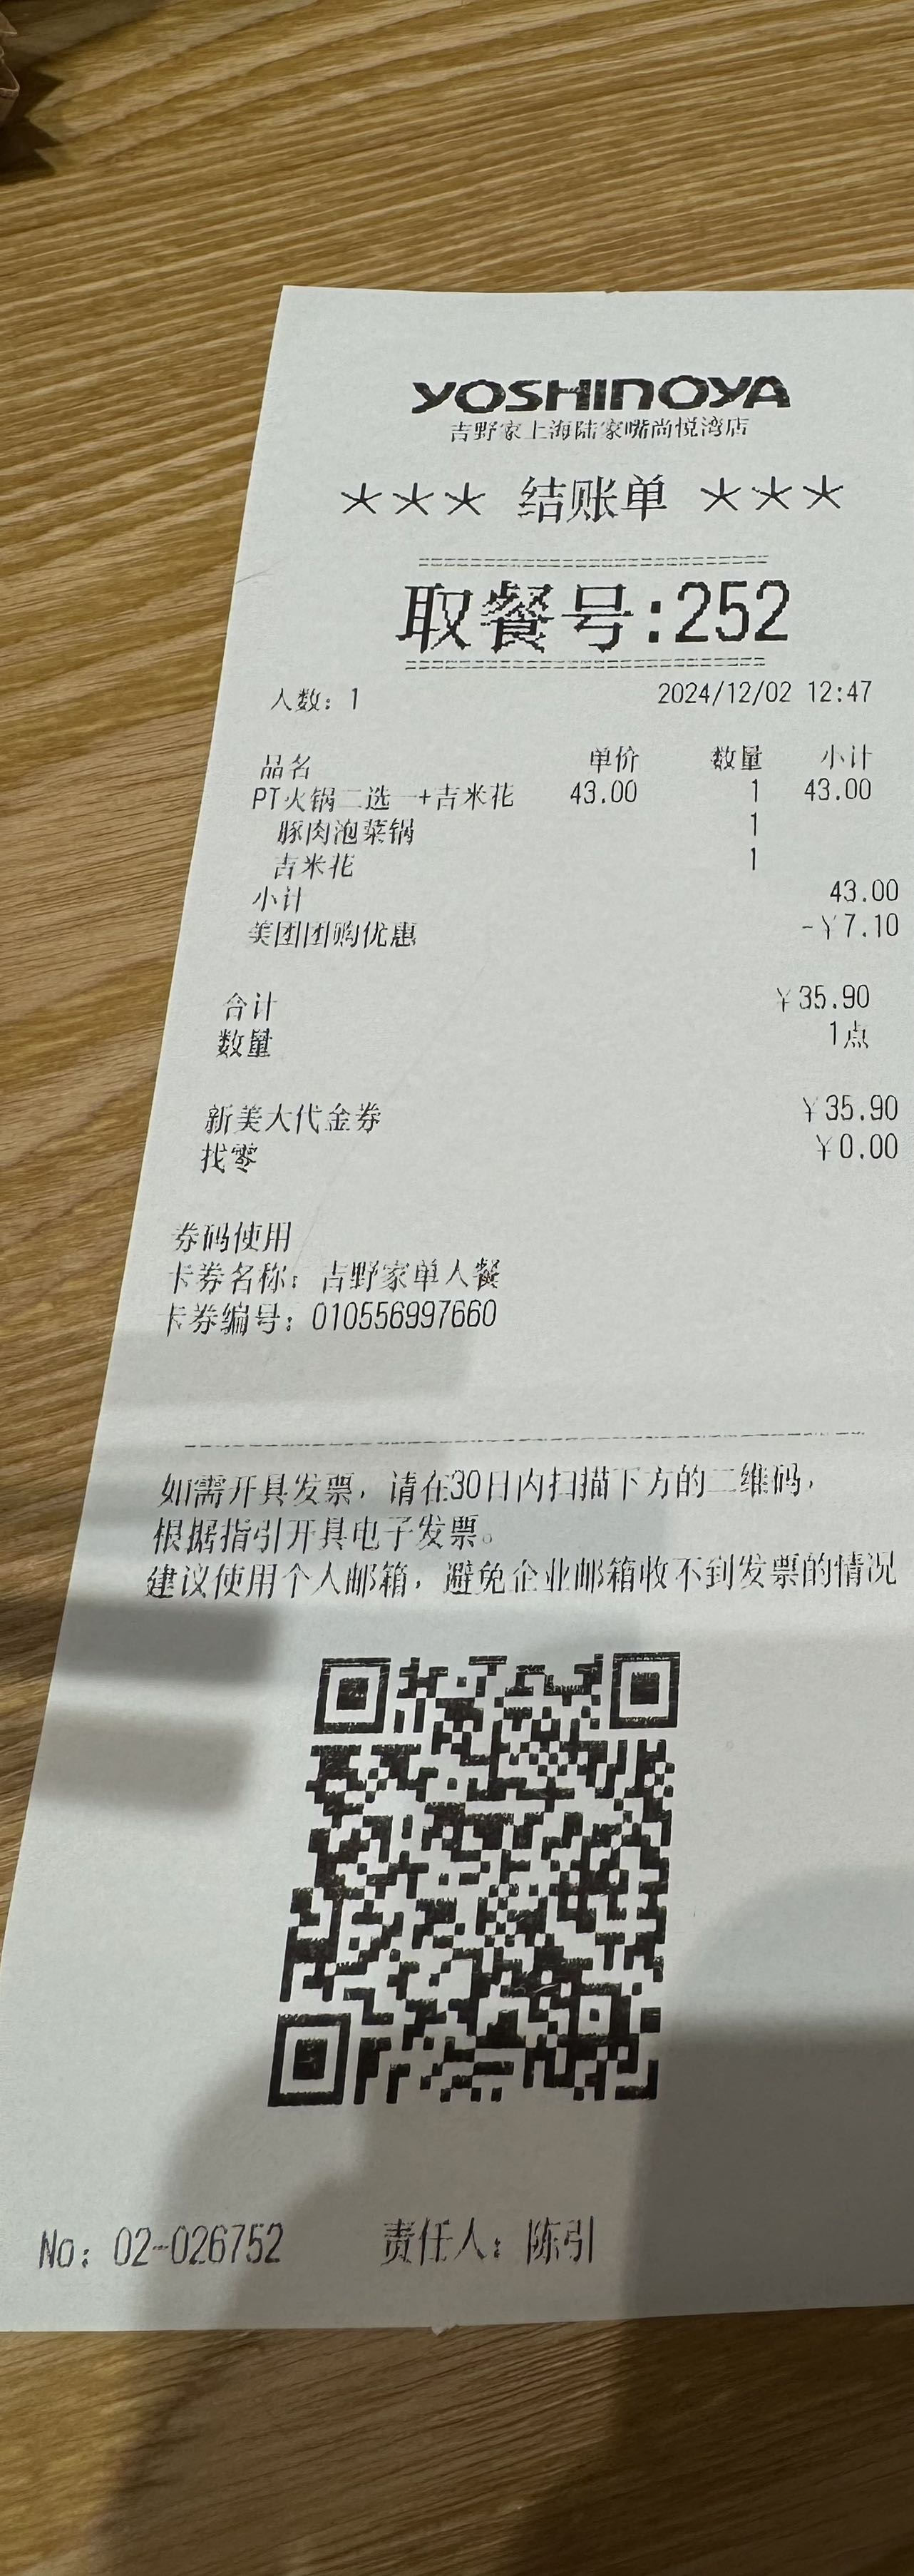 YOSHINOYA
吉野家上海陆家嘴尚悦湾店
*** 结账单 ***
取餐号:252
人数: 1 2024/12/02 12:47
品名 单价 数量 小计
PT火锅二选一+吉米花 43.00 1 43.00
豚肉泡菜锅 1
吉米花 1
小计 43.00
美团团购优惠 -¥7.10
合计 ¥35.90
数量 1点
新美大代金券 ¥35.90
找零 ¥0.00
券码使用
卡券名称: 吉野家单人餐
卡券编号: 010556997660
如需开具发票, 请在30日内扫描下方的二维码,
根据指引开具电子发票。
建议使用个人邮箱, 避免企业邮箱收不到发票的情况
No: 02-026752 责任人: 陈引